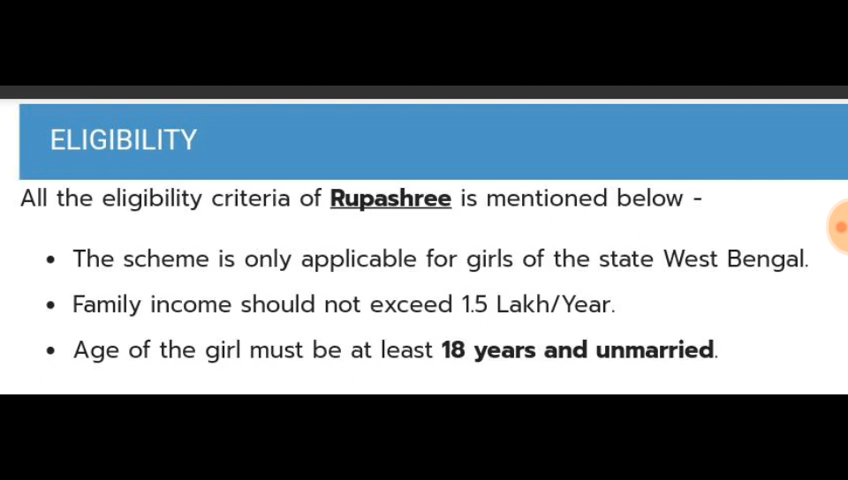 ELIGIBILITY
All the eligibility criteria of Rupashree is mentioned below -
• The scheme is only applicable for girls of the state West Bengal.
• Family income should not exceed 1.5 Lakh/Year.
• Age of the girl must be at least 18 years and unmarried.